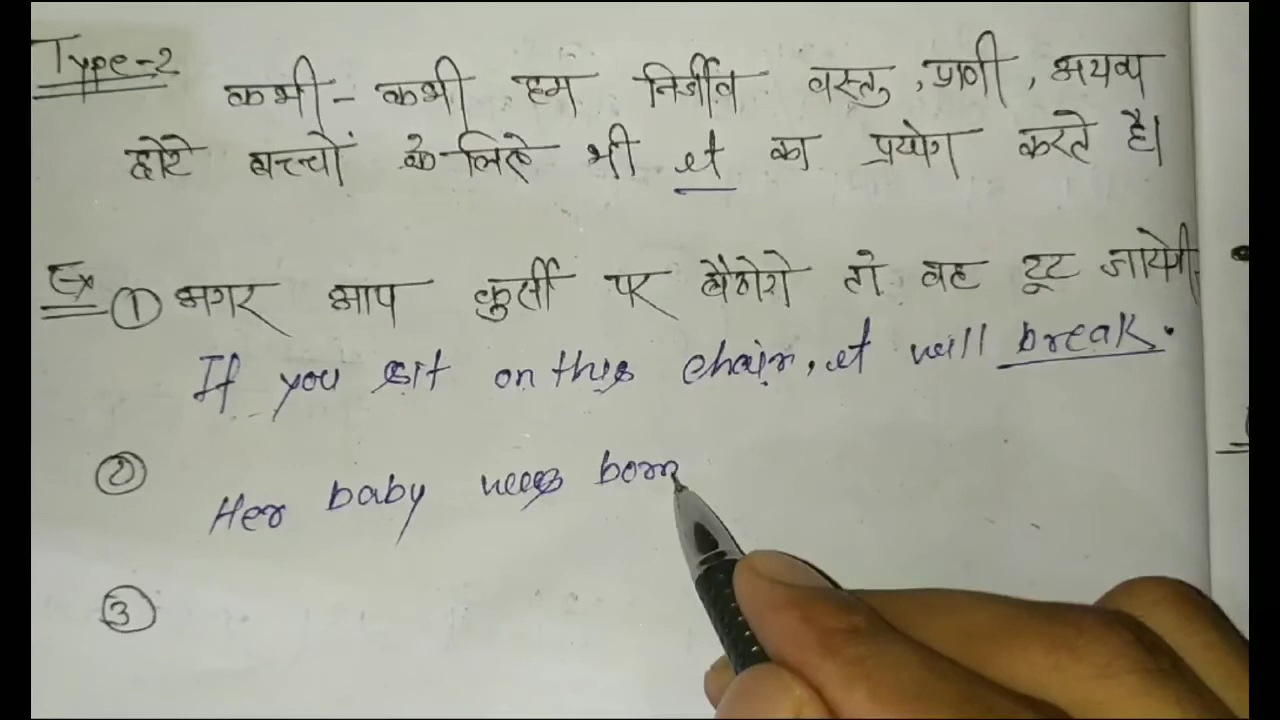 Type-2
कभी-कभी हम निर्जीव वस्तु, प्राणी, अथवा
छोटे बच्चों के लिए भी it का प्रयोग करते है।
Ex ① अगर आप कुर्सी पर बैठोगे तो वह टूट जायेगी
If you sit on this chair, it will break.
② Her baby was born
③